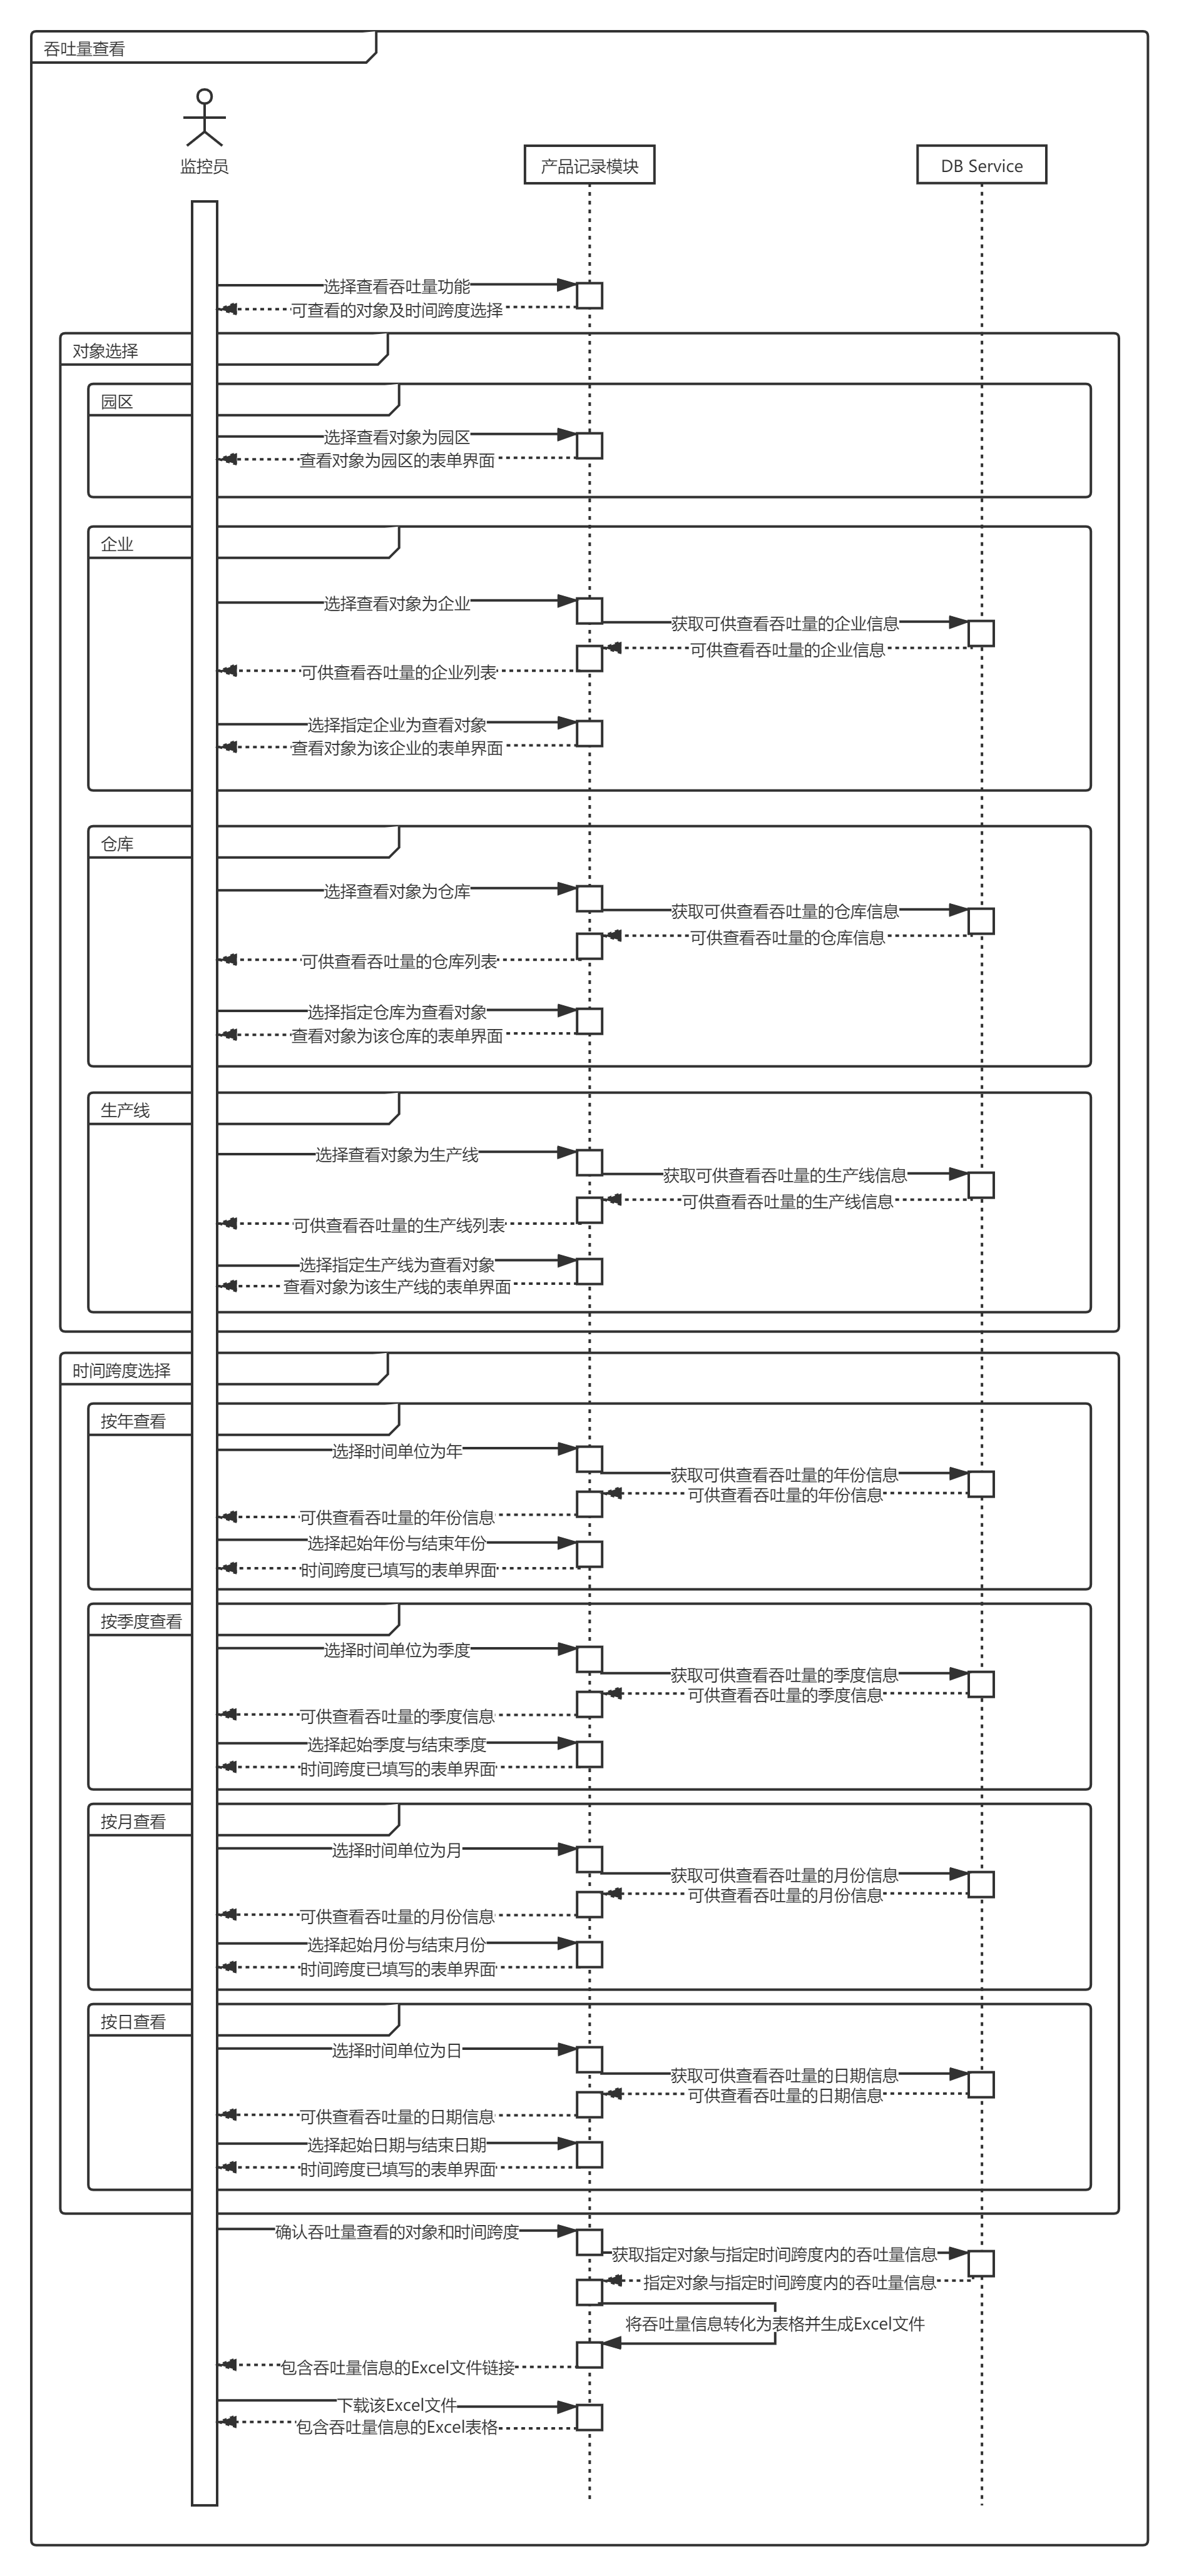 吞吐量查看
监控员
产品记录模块
DB Service
选择查看吞吐量功能
可查看的对象及时间跨度选择
对象选择
园区
选择查看对象为园区
查看对象为园区的表单界面
企业
选择查看对象为企业
获取可供查看吞吐量的企业信息
可供查看吞吐量的企业信息
可供查看吞吐量的企业列表
选择指定企业为查看对象
查看对象为该企业的表单界面
仓库
选择查看对象为仓库
获取可供查看吞吐量的仓库信息
可供查看吞吐量的仓库信息
可供查看吞吐量的仓库列表
选择指定仓库为查看对象
查看对象为该仓库的表单界面
生产线
选择查看对象为生产线
获取可供查看吞吐量的生产线信息
可供查看吞吐量的生产线信息
可供查看吞吐量的生产线列表
选择指定生产线为查看对象
查看对象为该生产线的表单界面
时间跨度选择
按年查看
选择时间单位为年
获取可供查看吞吐量的年份信息
可供查看吞吐量的年份信息
可供查看吞吐量的年份信息
选择起始年份与结束年份
时间跨度已填写的表单界面
按季度查看
选择时间单位为季度
获取可供查看吞吐量的季度信息
可供查看吞吐量的季度信息
可供查看吞吐量的季度信息
选择起始季度与结束季度
时间跨度已填写的表单界面
按月查看
选择时间单位为月
获取可供查看吞吐量的月份信息
可供查看吞吐量的月份信息
可供查看吞吐量的月份信息
选择起始月份与结束月份
时间跨度已填写的表单界面
按日查看
选择时间单位为日
获取可供查看吞吐量的日期信息
可供查看吞吐量的日期信息
可供查看吞吐量的日期信息
选择起始日期与结束日期
时间跨度已填写的表单界面
确认吞吐量查看的对象和时间跨度
获取指定对象与指定时间跨度内的吞吐量信息
指定对象与指定时间跨度内的吞吐量信息
将吞吐量信息转化为表格并生成Excel文件
包含吞吐量信息的Excel文件链接
下载该Excel文件
包含吞吐量信息的Excel表格